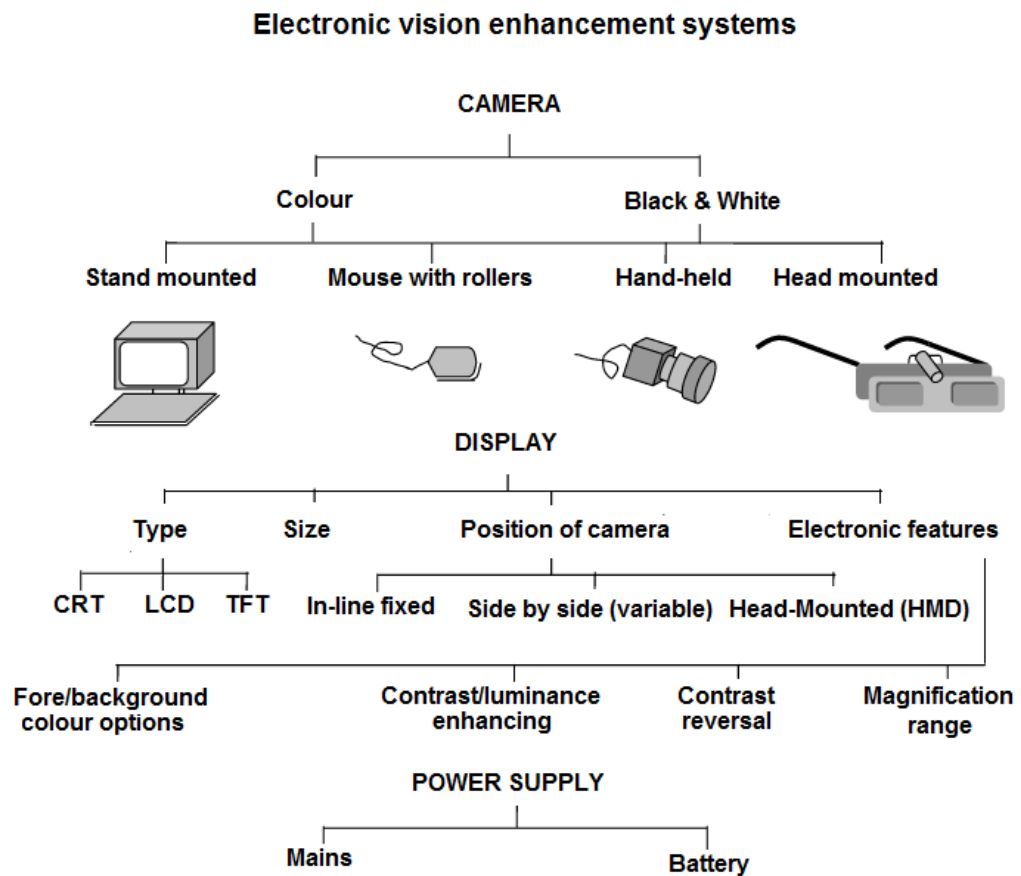 Electronic vision enhancement systems
CAMERA
Colour
Black & White
Stand mounted
Mouse with rollers
Hand-held
Head mounted
DISPLAY
Type
Size
Position of camera
Electronic features
CRT
LCD
TFT
In-line fixed
Side by side (variable)
Head-Mounted (HMD)
Fore/background
colour options
Contrast/luminance
enhancing
Contrast
reversal
Magnification
range
POWER SUPPLY
Mains
Battery